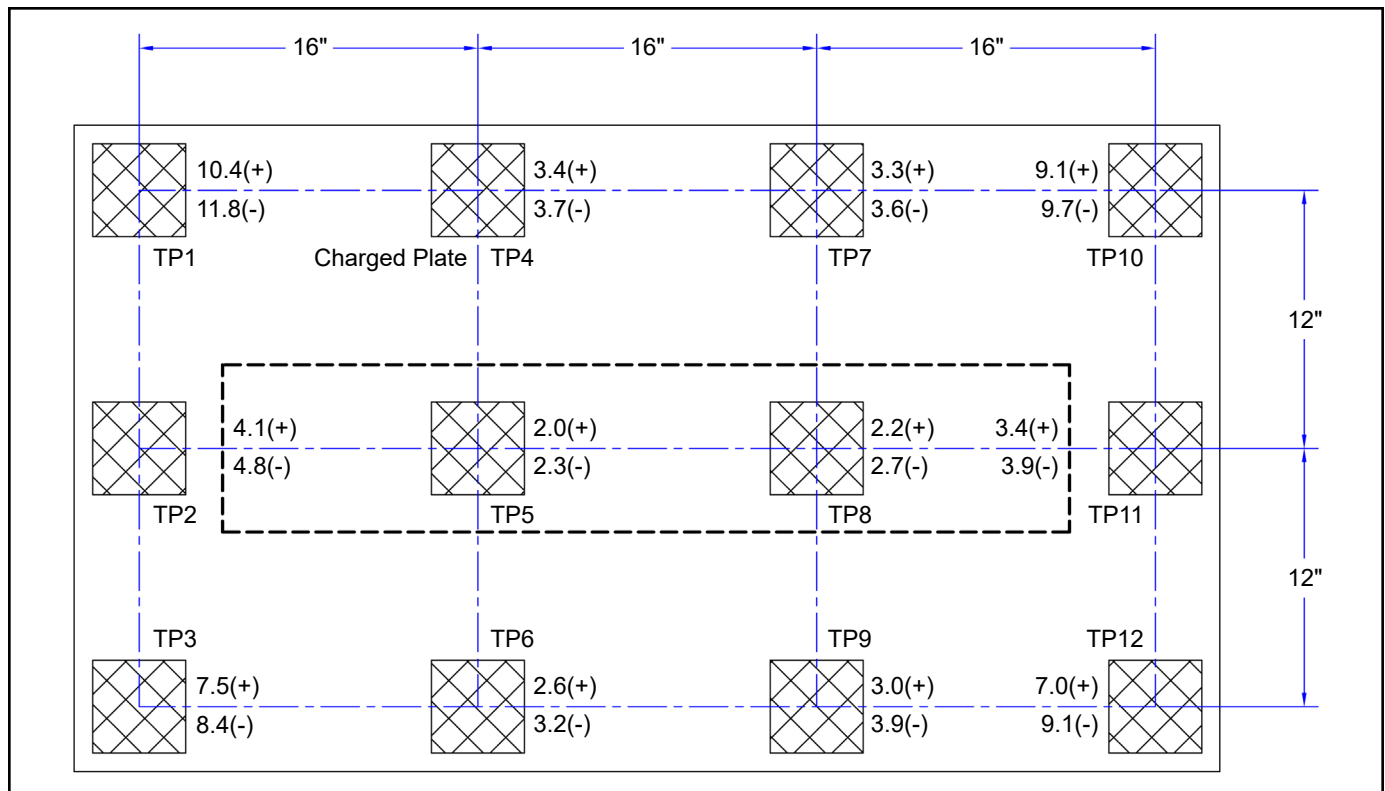 16" 16" 16"
10.4(+) 3.4(+) 3.3(+) 9.1(+)
11.8(-) 3.7(-) 3.6(-) 9.7(-)
TP1 Charged Plate TP4 TP7 TP10
12"
4.1(+) 2.0(+) 2.2(+) 3.4(+)
4.8(-) 2.3(-) 2.7(-) 3.9(-)
TP2 TP5 TP8 TP11
12"
TP3 TP6 TP9 TP12
7.5(+) 2.6(+) 3.0(+) 7.0(+)
8.4(-) 3.2(-) 3.9(-) 9.1(-)